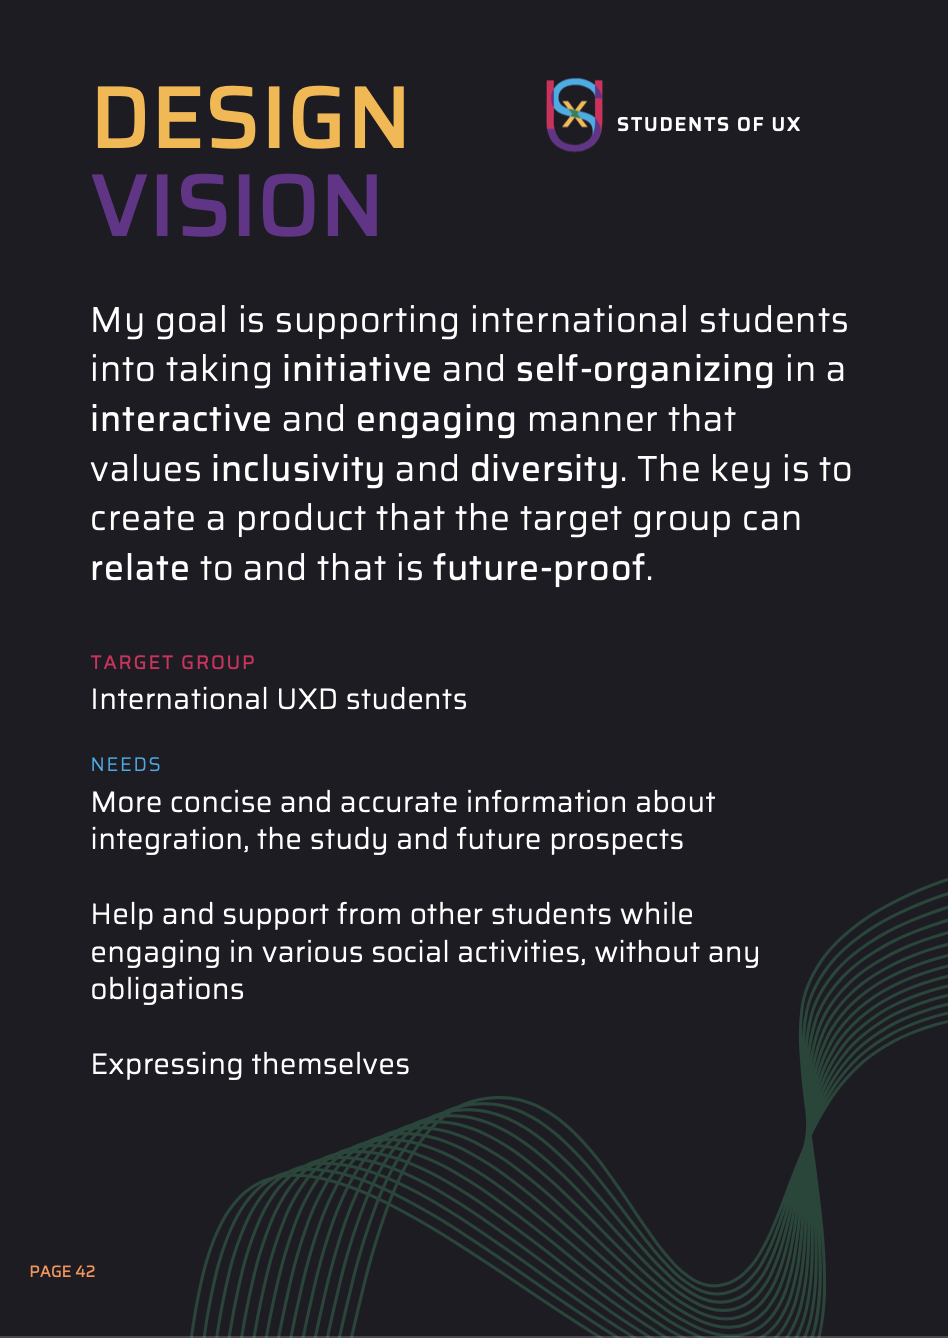 DESIGN
VISION
STUDENTS OF UX
My goal is supporting international students
into taking initiative and self-organizing in a
interactive and engaging manner that
values inclusivity and diversity. The key is to
create a product that the target group can
relate to and that is future-proof.
TARGET GROUP
International UXD students
NEEDS
More concise and accurate information about
integration, the study and future prospects
Help and support from other students while
engaging in various social activities, without any
obligations
Expressing themselves
PAGE 42